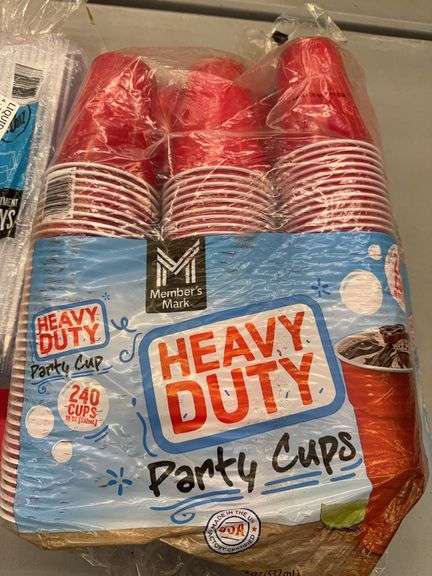 Member's
Mark
HEAVY
DUTY
Party Cup
240
CUPS
HEAVY
DUTY
Party Cups
MADE IN THE
USA